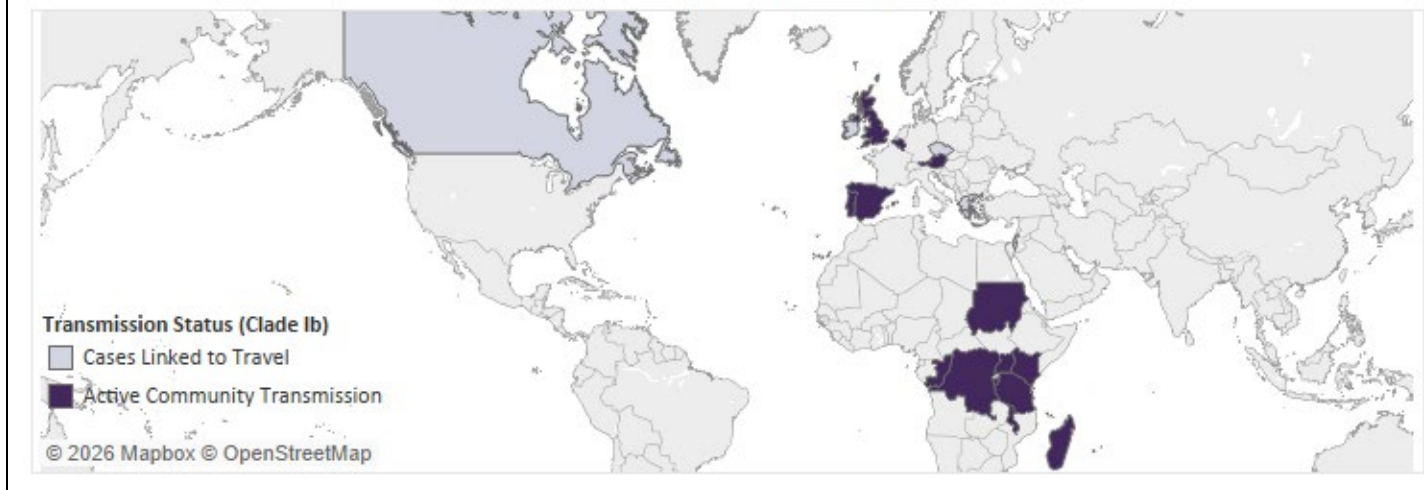 Transmission Status (Clade Ib)
Cases Linked to Travel
Active Community Transmission
© 2026 Mapbox © OpenStreetMap